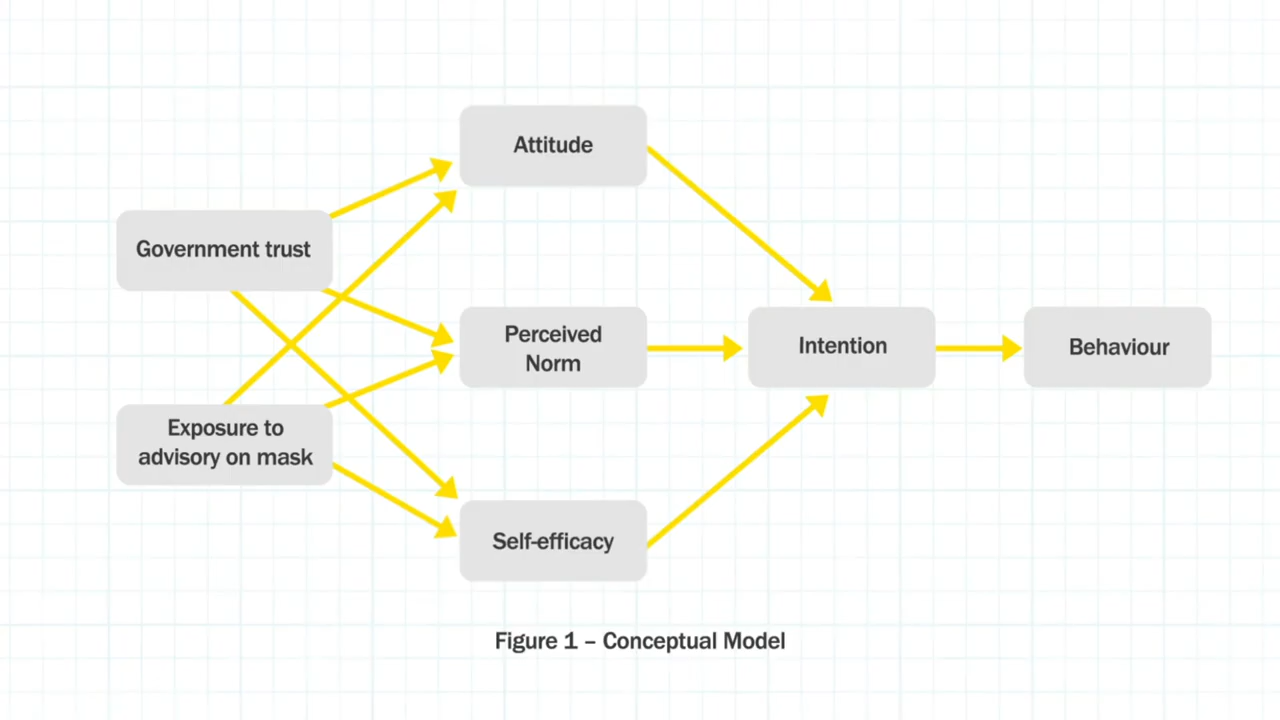 Attitude
Government trust
Perceived
Norm
Intention
Behaviour
Exposure to
advisory on mask
Self-efficacy
Figure 1 – Conceptual Model